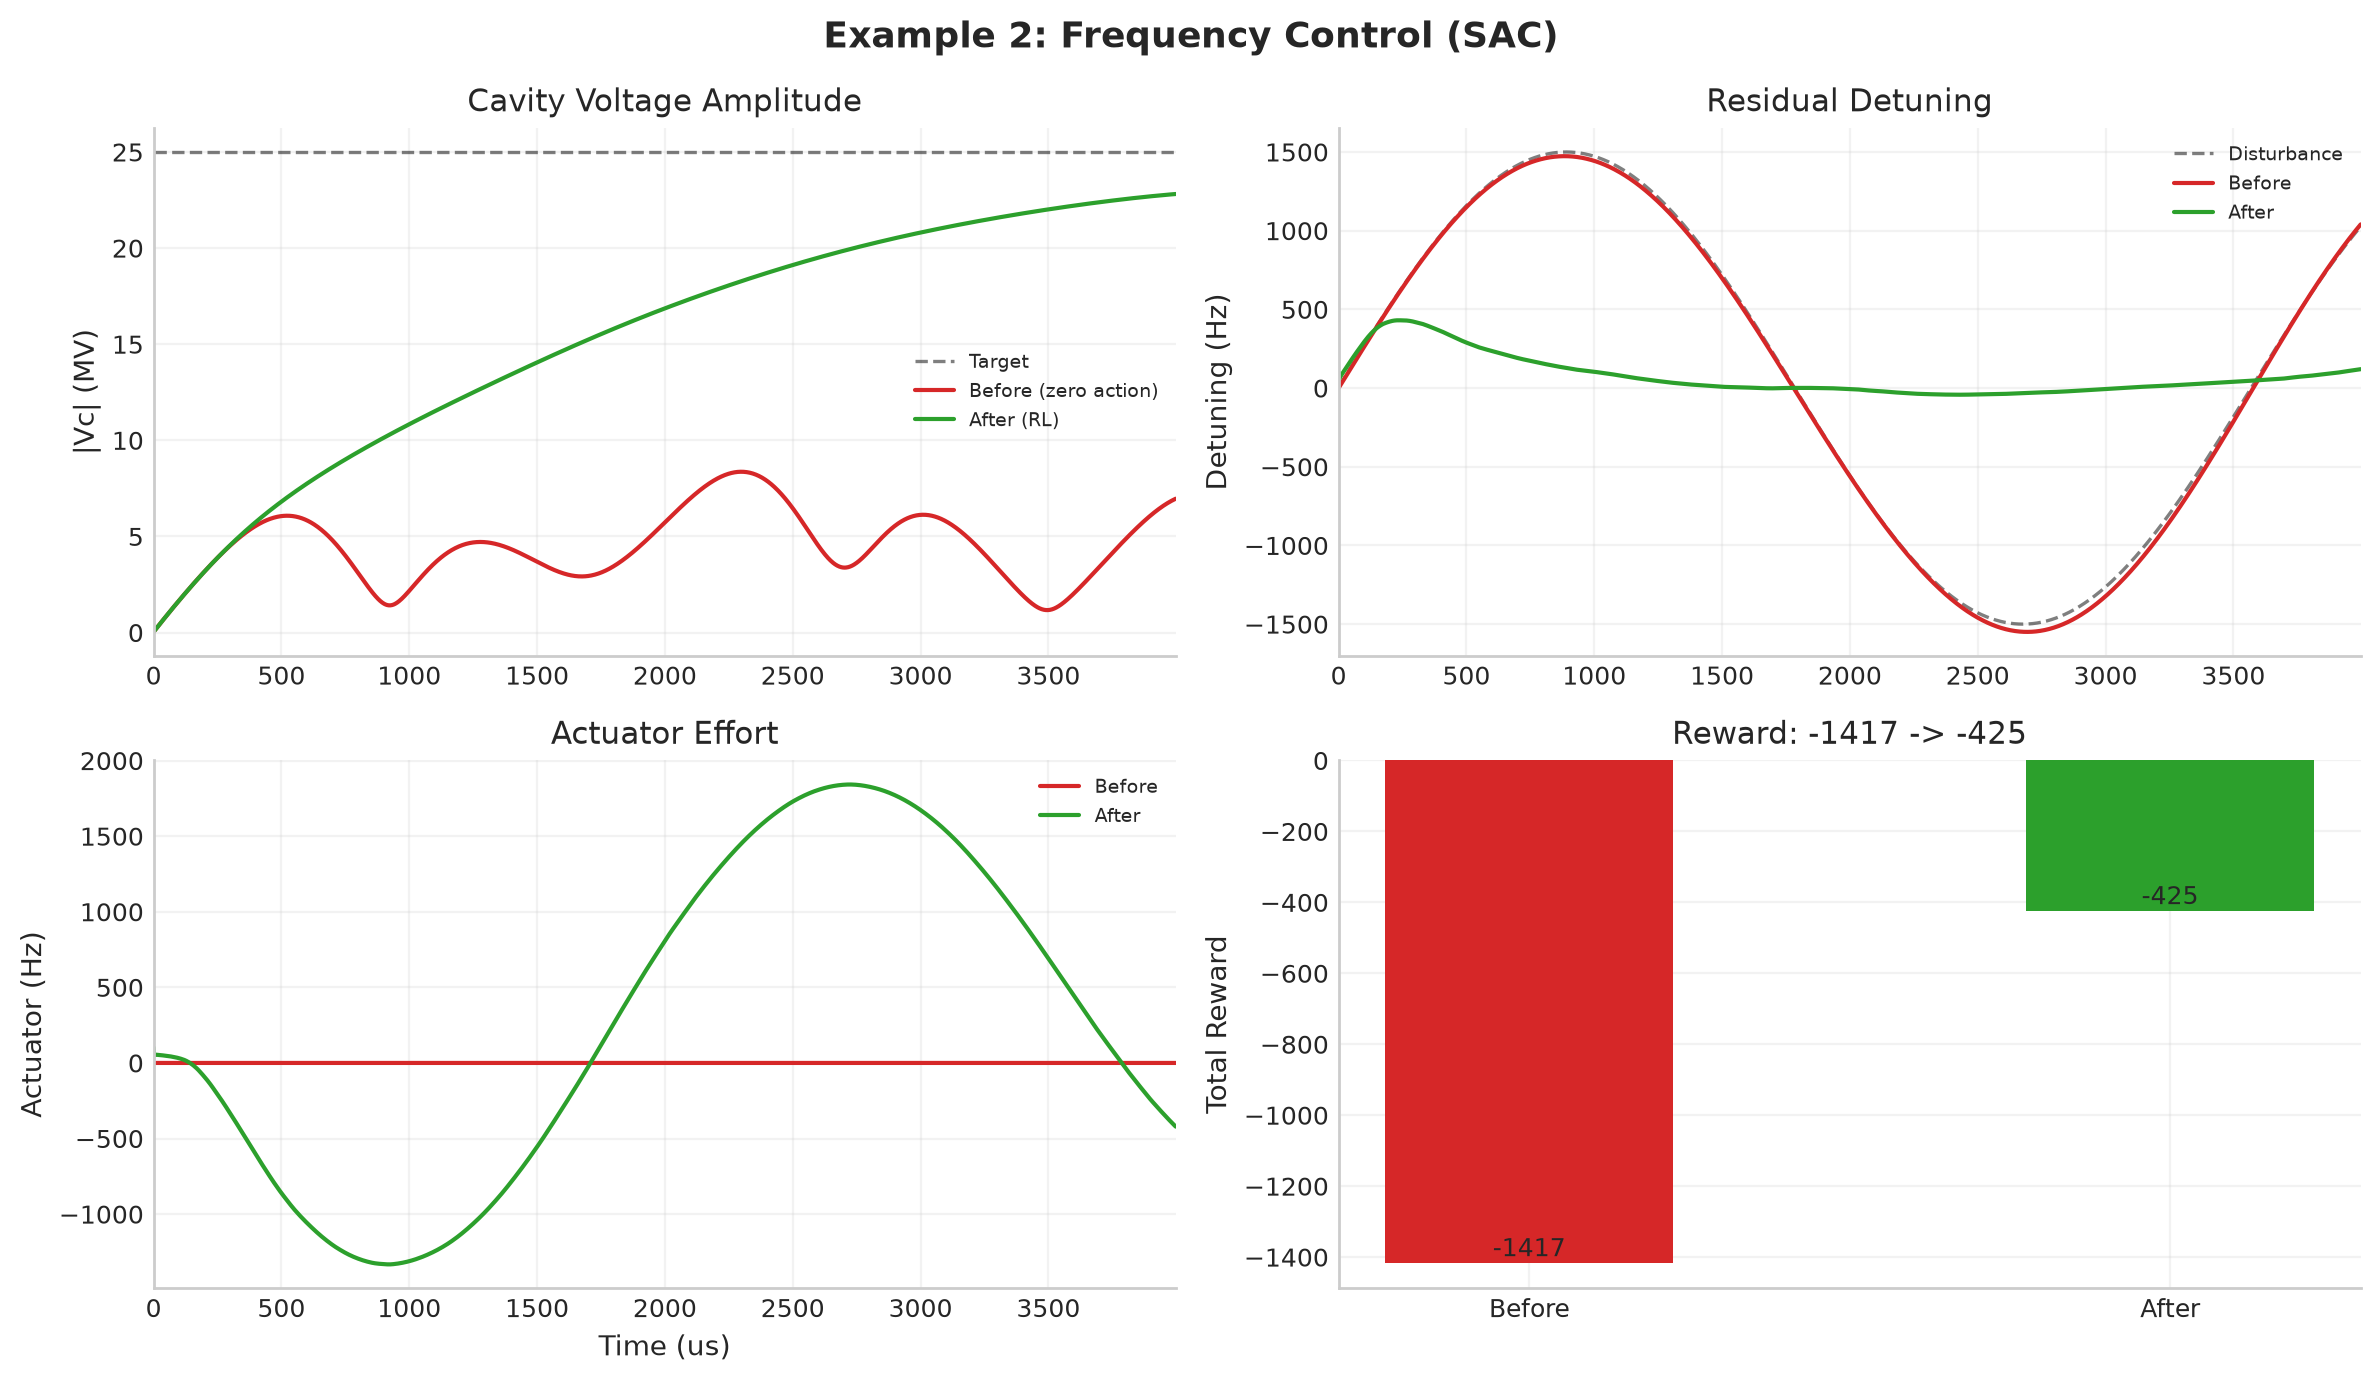 Example 2: Frequency Control (SAC)
Cavity Voltage Amplitude
|Vc| (MV)
25
20
15
10
5
0
Target
Before (zero action)
After (RL)
0 500 1000 1500 2000 2500 3000 3500
Residual Detuning
Detuning (Hz)
1500
1000
500
0
−500
−1000
−1500
Disturbance
Before
After
0 500 1000 1500 2000 2500 3000 3500
Actuator Effort
Actuator (Hz)
2000
1500
1000
500
0
−500
−1000
Before
After
0 500 1000 1500 2000 2500 3000 3500
Time (us)
Reward: -1417 -> -425
Total Reward
0
−200
−400
−600
−800
−1000
−1200
−1400
-1417
-425
Before After